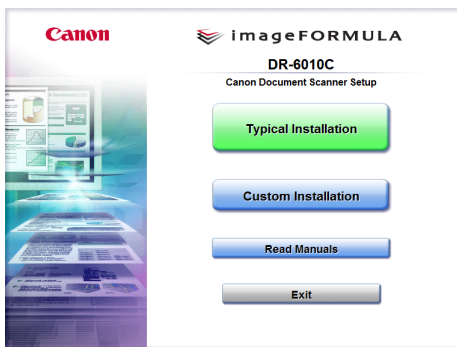 Canon
imageFORMULA
DR-6010C
Canon Document Scanner Setup
Typical Installation
Custom Installation
Read Manuals
Exit